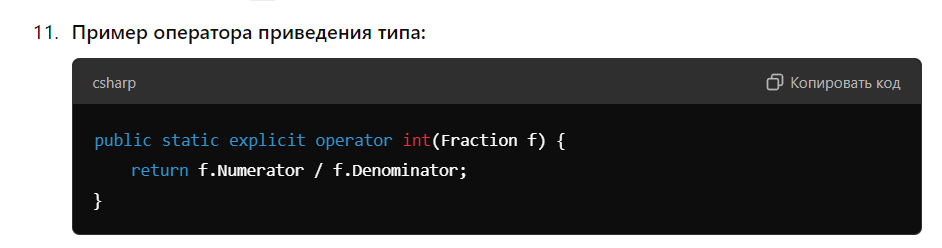 11. Пример оператора приведения типа:
csharp Копировать код
public static explicit operator int(Fraction f) {
    return f.Numerator / f.Denominator;
}